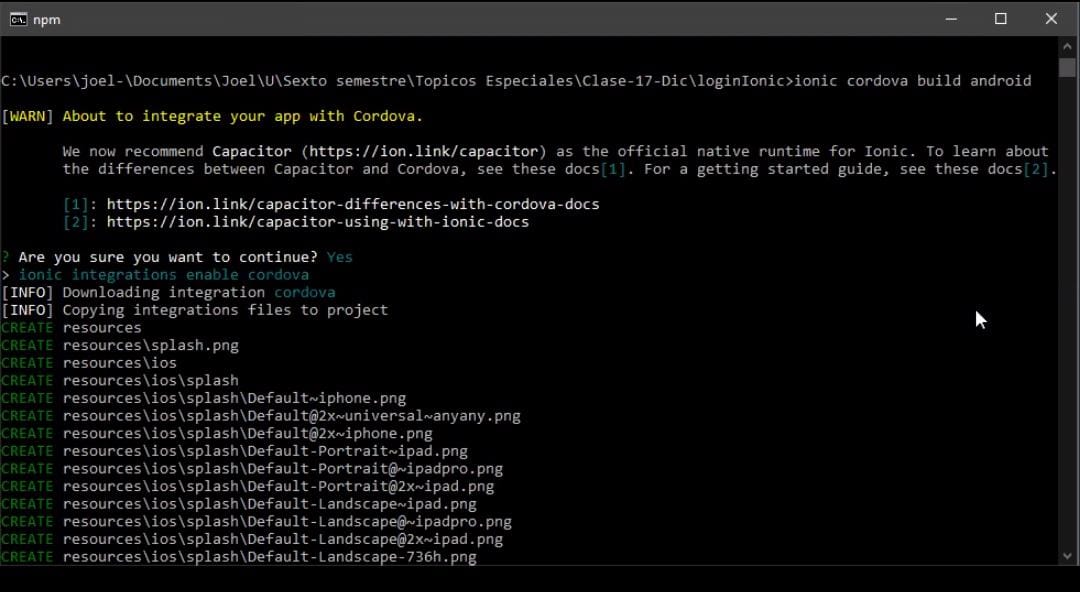 npm
C:\Users\joel-\Documents\Joel\U\Sexto semestre\Topicos Especiales\Clase-17-Dic\loginIonic>ionic cordova build android
[WARN] About to integrate your app with Cordova.
We now recommend Capacitor (https://ion.link/capacitor) as the official native runtime for Ionic. To learn about
the differences between Capacitor and Cordova, see these docs[1]. For a getting started guide, see these docs[2].
[1]: https://ion.link/capacitor-differences-with-cordova-docs
[2]: https://ion.link/capacitor-using-with-ionic-docs
? Are you sure you want to continue? Yes
> ionic integrations enable cordova
[INFO] Downloading integration cordova
[INFO] Copying integrations files to project
CREATE resources
CREATE resources\splash.png
CREATE resources\ios
CREATE resources\ios\splash
CREATE resources\ios\splash\Default~iphone.png
CREATE resources\ios\splash\Default@2x~universal~anyany.png
CREATE resources\ios\splash\Default@2x~iphone.png
CREATE resources\ios\splash\Default-Portrait~ipad.png
CREATE resources\ios\splash\Default-Portrait@~ipadpro.png
CREATE resources\ios\splash\Default-Portrait@2x~ipad.png
CREATE resources\ios\splash\Default-Landscape~ipad.png
CREATE resources\ios\splash\Default-Landscape@~ipadpro.png
CREATE resources\ios\splash\Default-Landscape@2x~ipad.png
CREATE resources\ios\splash\Default-Landscape-736h.png